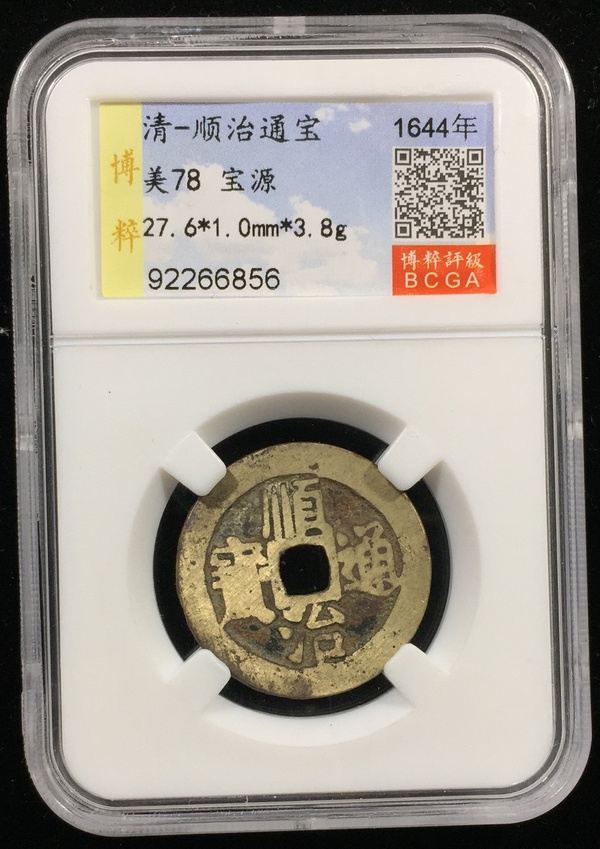 清-顺治通宝
1644年
博粹
美78 宝源
27.6*1.0mm*3.8g
92266856
博粹評級
BCGA
順治通寳